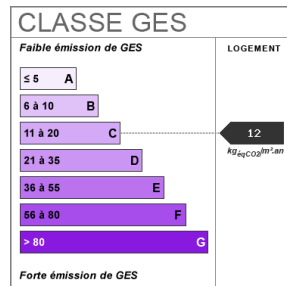 CLASSE GES
Faible émission de GES
LOGEMENT
≤ 5 A
6 à 10 B
11 à 20 C
12
kgéqCO2/m².an
21 à 35 D
36 à 55 E
56 à 80 F
> 80 G
Forte émission de GES